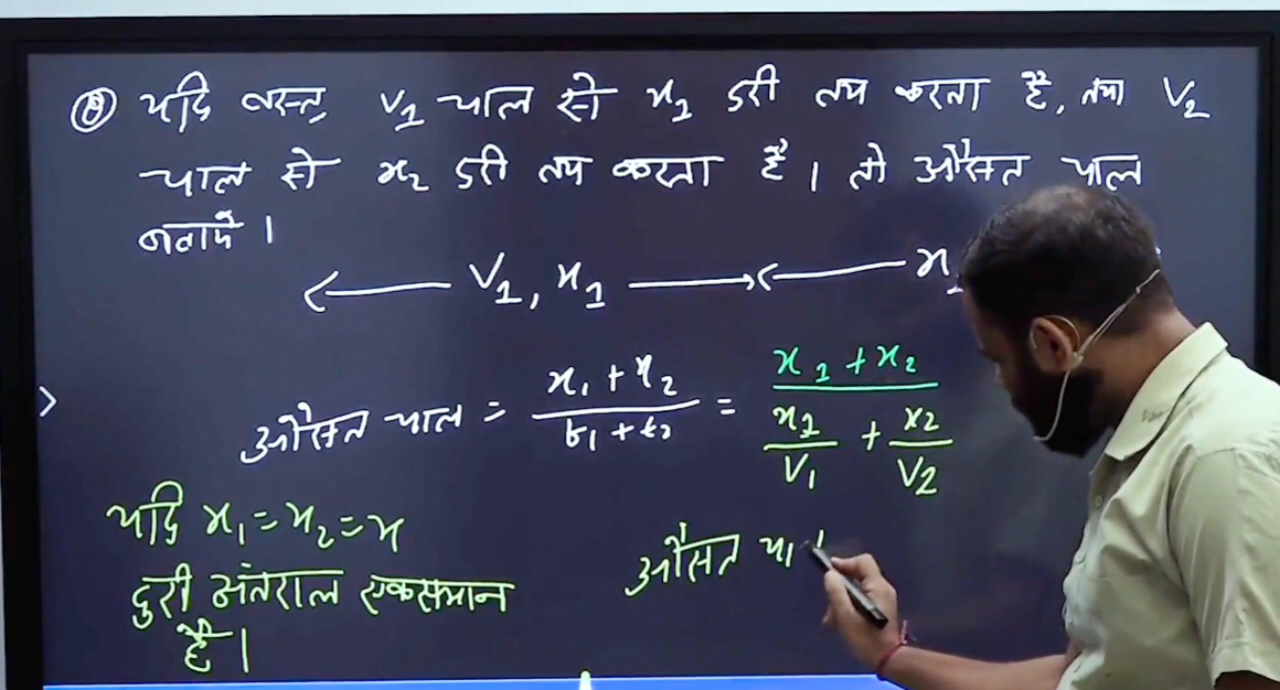 यदि वस्तु V₁ चाल से x₁ दूरी तय करता है, तथा V₂
चाल से x₂ दूरी तय करता है। तो औसत चाल
बतायें।
V₁, x₁
औसत चाल = (x₁ + x₂)/(t₁ + t₂) = (x₁ + x₂)/(x₁/V₁ + x₂/V₂)
यदि x₁ = x₂ = x
दुरी अंतराल एकसमान
है।
औसत